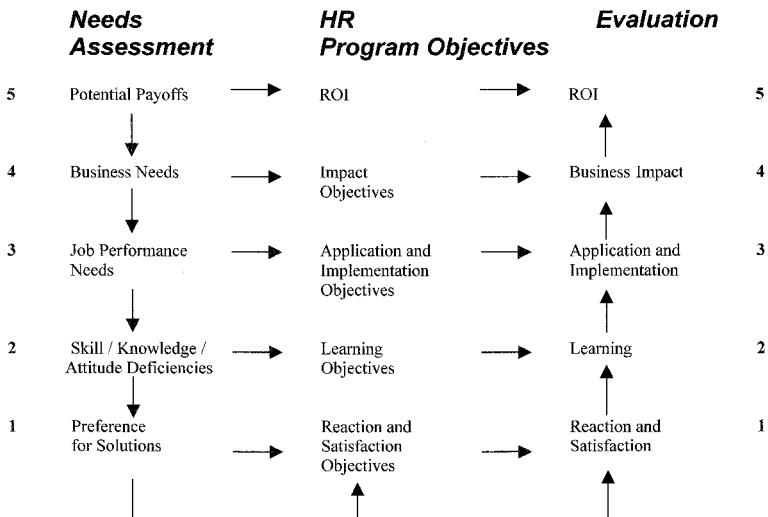 Needs
Assessment
HR
Program Objectives
Evaluation
5 Potential Payoffs ROI ROI 5
4 Business Needs Impact
Objectives Business Impact 4
3 Job Performance
Needs Application and
Implementation
Objectives Application and
Implementation 3
2 Skill / Knowledge /
Attitude Deficiencies Learning
Objectives Learning 2
1 Preference
for Solutions Reaction and
Satisfaction
Objectives Reaction and
Satisfaction 1